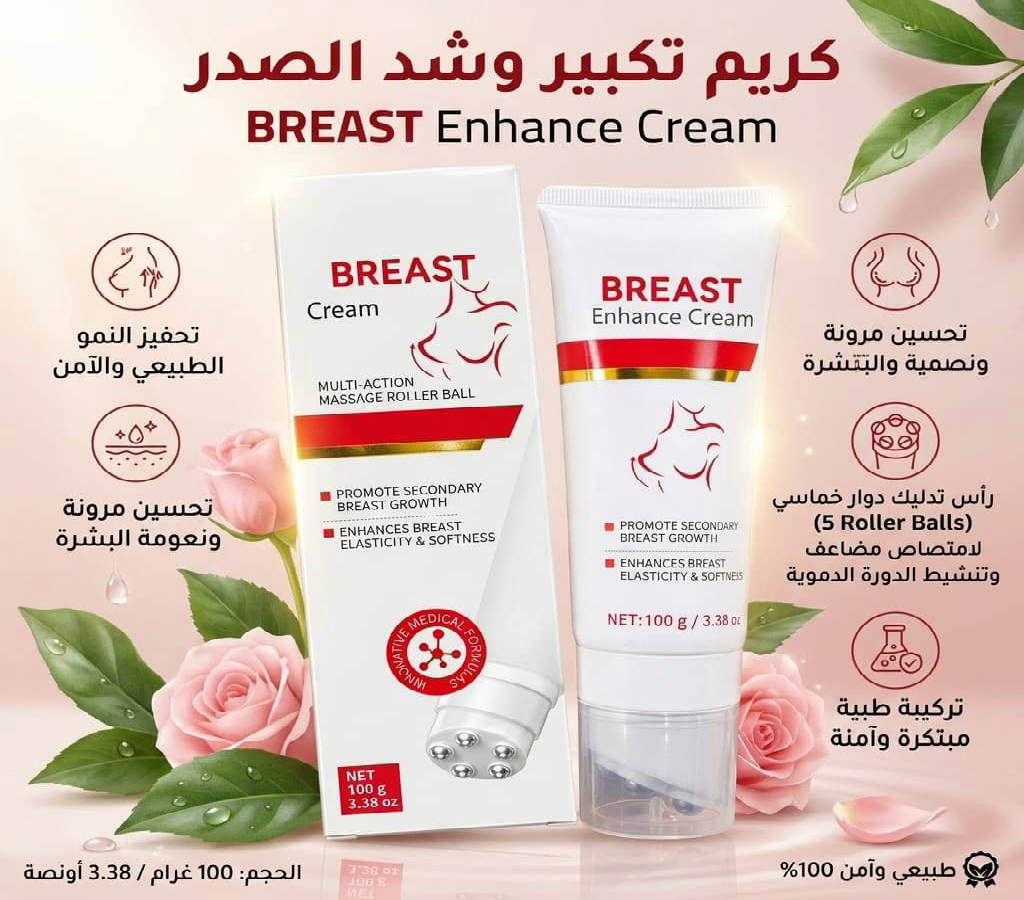 كريم تكبير وشد الصدر
BREAST Enhance Cream
تحسين مرونة
ونصمية والبتتشرة
رأس تدليك دوار خماسي
(5 Roller Balls)
لامتصاص مضاعف
وتنشيط الدورة الدموية
تركيبة طبية
مبتكرة وآمنة
BREAST
Enhance Cream
PROMOTE SECONDARY
BREAST GROWTH
ENHANCES BREAST
ELASTICITY & SOFTNESS
NET:100 g / 3.38 oz
BREAST
Cream
MULTI-ACTION
MASSAGE ROLLER BALL
PROMOTE SECONDARY
BREAST GROWTH
ENHANCES BREAST
ELASTICITY & SOFTNESS
INNOVATIVE MEDICAL FORMULAS
NET
100 g
3.38 oz
تحفيز النمو
الطبيعي والآمن
تحسين مرونة
ونعومة البشرة
طبيعي وآمن 100%
الحجم: 100 غرام / 3.38 أونصة